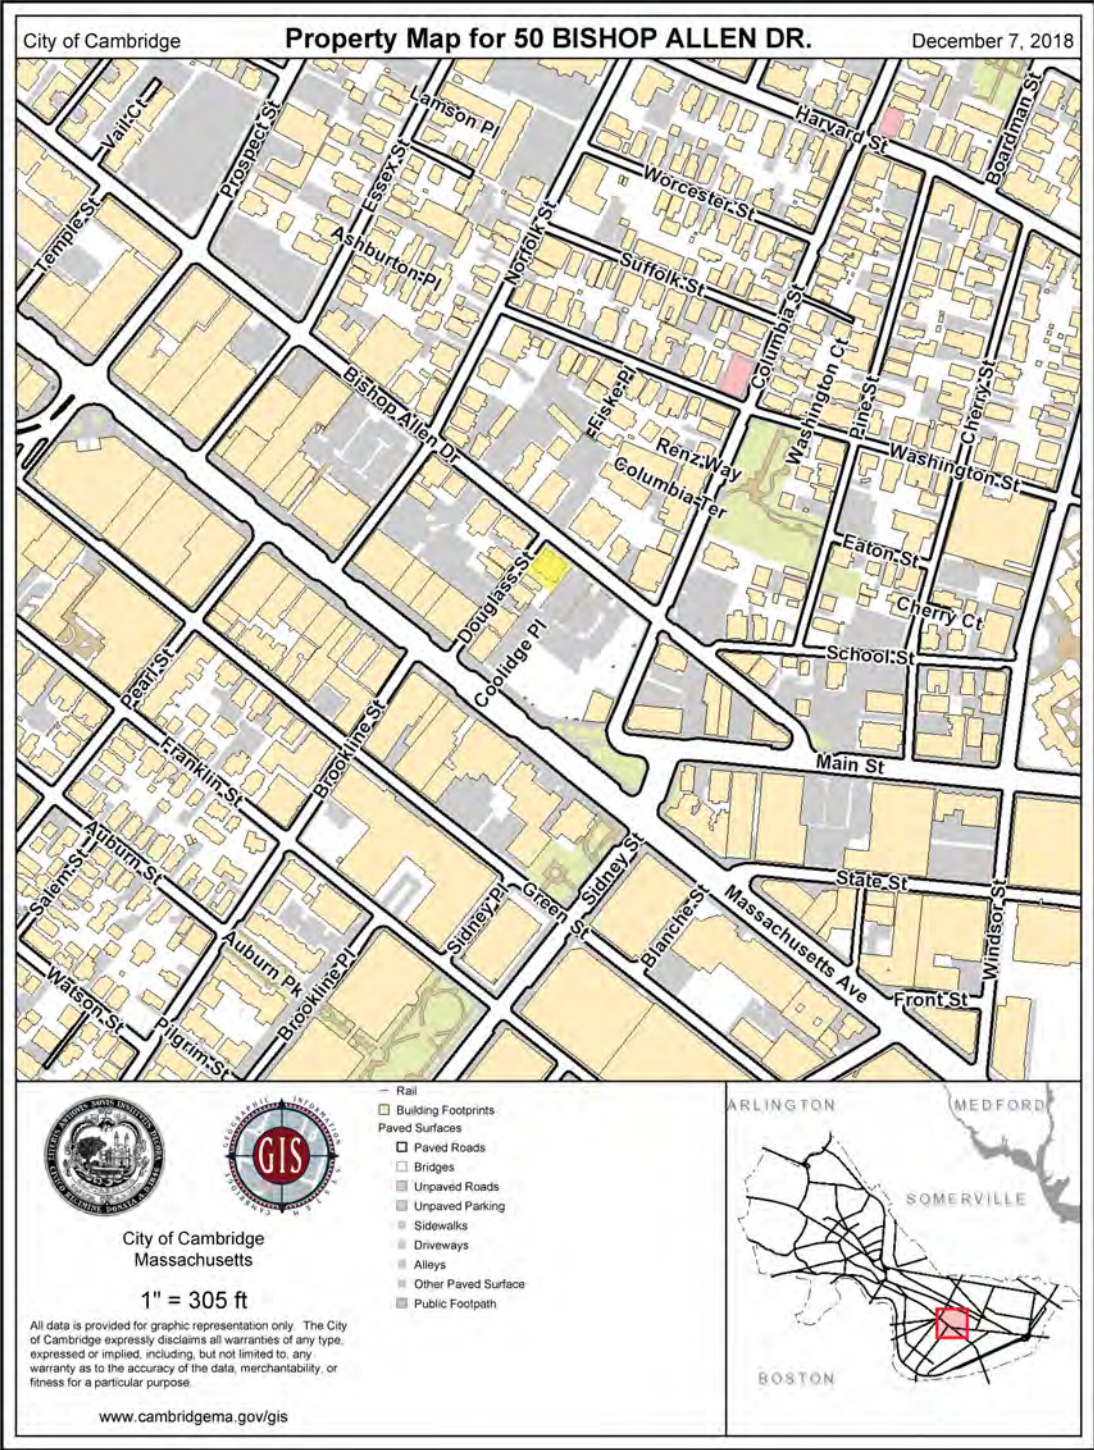 City of Cambridge
Property Map for 50 BISHOP ALLEN DR.
December 7, 2018
Vail Ct
Prospect St
Lamson Pl
Essex St
Harvard St
Boardman St
Worcester St
Temple St
Ashburton Pl
Norfolk St
Suffolk St
Columbia St
Washington Ct
Pine St
Cherry St
Bishop Allen Dr
Fiske Pl
Renz Way
Columbia Ter
Washington St
Eaton St
Douglass St
Cherry Ct
Coolidge Pl
School St
Pearl St
Brookline St
Franklin St
Main St
Auburn St
Salem St
Sidney St
State St
Green St
Sidney Pl
Blanche St
Massachusetts Ave
Windsor St
Auburn Pk
Brookline Pl
Front St
Watson St
Pilgrim St
Rail
Building Footprints
Paved Surfaces
Paved Roads
Bridges
Unpaved Roads
Unpaved Parking
Sidewalks
Driveways
Alleys
Other Paved Surface
Public Footpath
GEOGRAPHIC INFORMATION SYSTEM
CAMBRIDGE
GIS
City of Cambridge
Massachusetts
1" = 305 ft
All data is provided for graphic representation only. The City
of Cambridge expressly disclaims all warranties of any type,
expressed or implied, including, but not limited to, any
warranty as to the accuracy of the data, merchantability, or
fitness for a particular purpose.
www.cambridgema.gov/gis
ARLINGTON
MEDFORD
SOMERVILLE
BOSTON